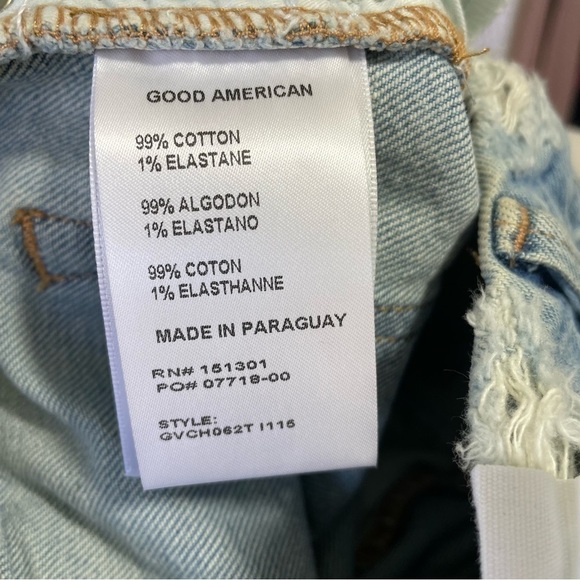 GOOD AMERICAN
99% COTTON
1% ELASTANE
99% ALGODON
1% ELASTANO
99% COTON
1% ELASTHANNE
MADE IN PARAGUAY
RN# 151301
PO# 07718-00
STYLE:
GVCH062T I115